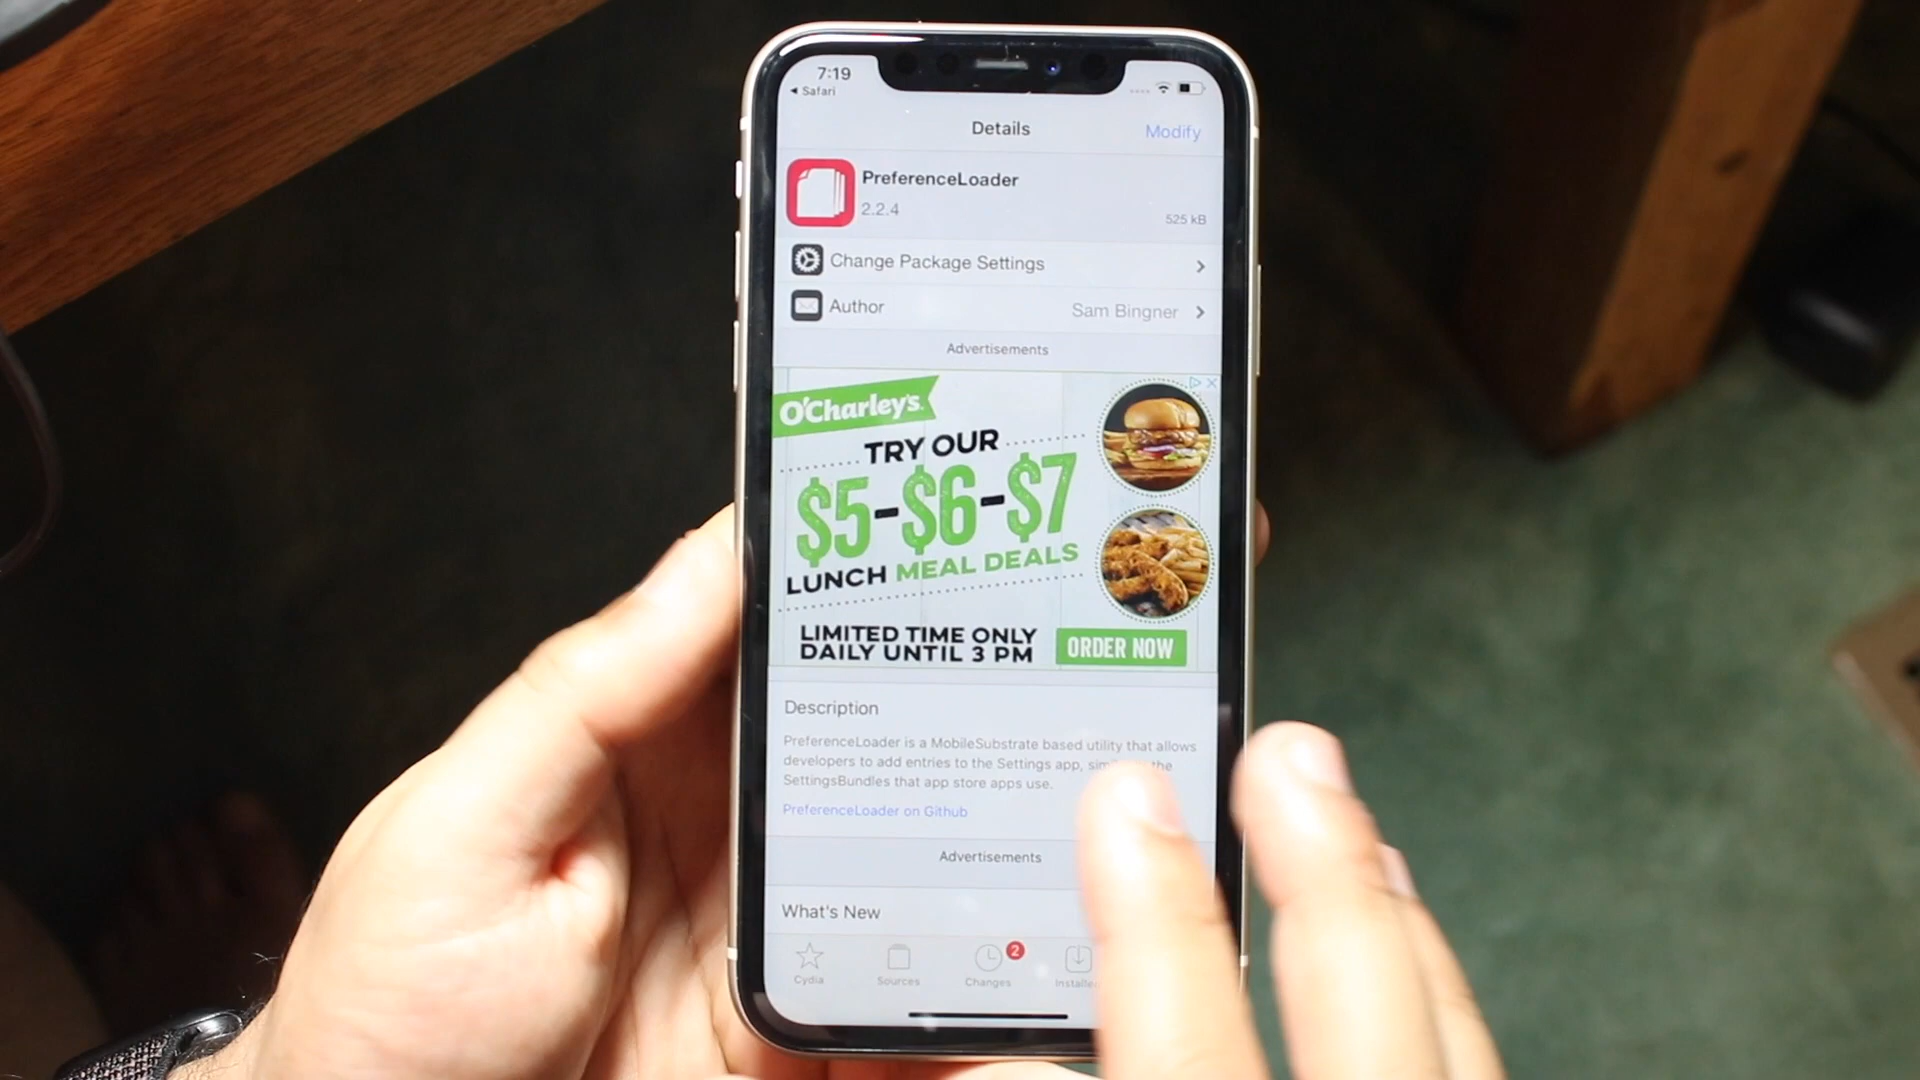 7:19
Safari
Details
Modify
PreferenceLoader
2.2.4
525 kB
Change Package Settings
Author
Sam Bingner
Advertisements
O'Charley's.
TRY OUR
$5-$6-$7
LUNCH MEAL DEALS
LIMITED TIME ONLY
DAILY UNTIL 3 PM
ORDER NOW
Description
PreferenceLoader is a MobileSubstrate based utility that allows
developers to add entries to the Settings app, the
SettingsBundles that app store apps use.
PreferenceLoader on Github
Advertisements
What's New
2
Cydia
Sources
Changes